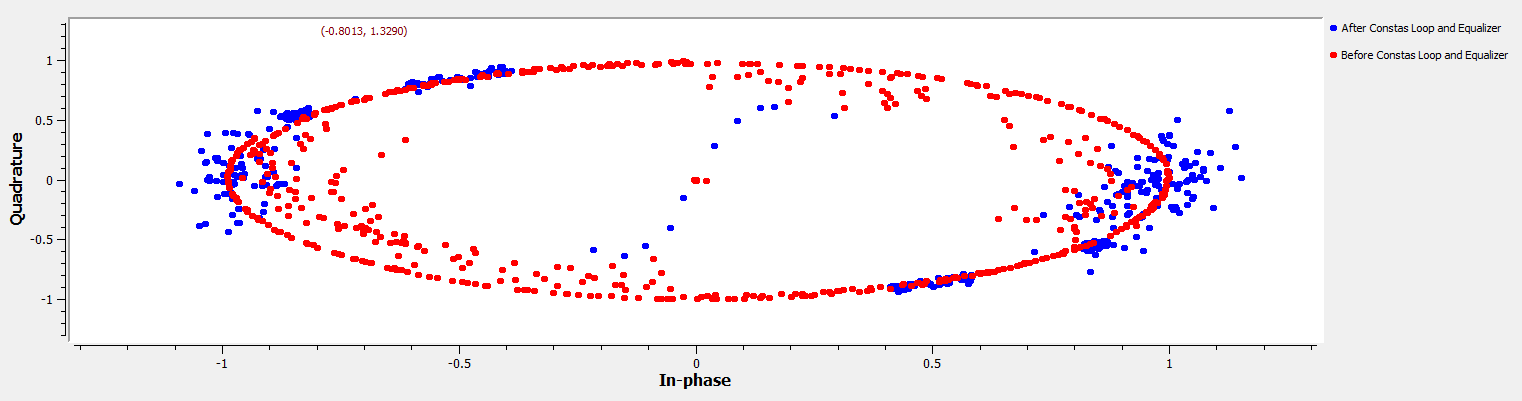 (-0.8013, 1.3290)
After Constas Loop and Equalizer
Before Constas Loop and Equalizer
Quadrature
1
0.5
0
-0.5
-1
-1
-0.5
0
0.5
1
In-phase